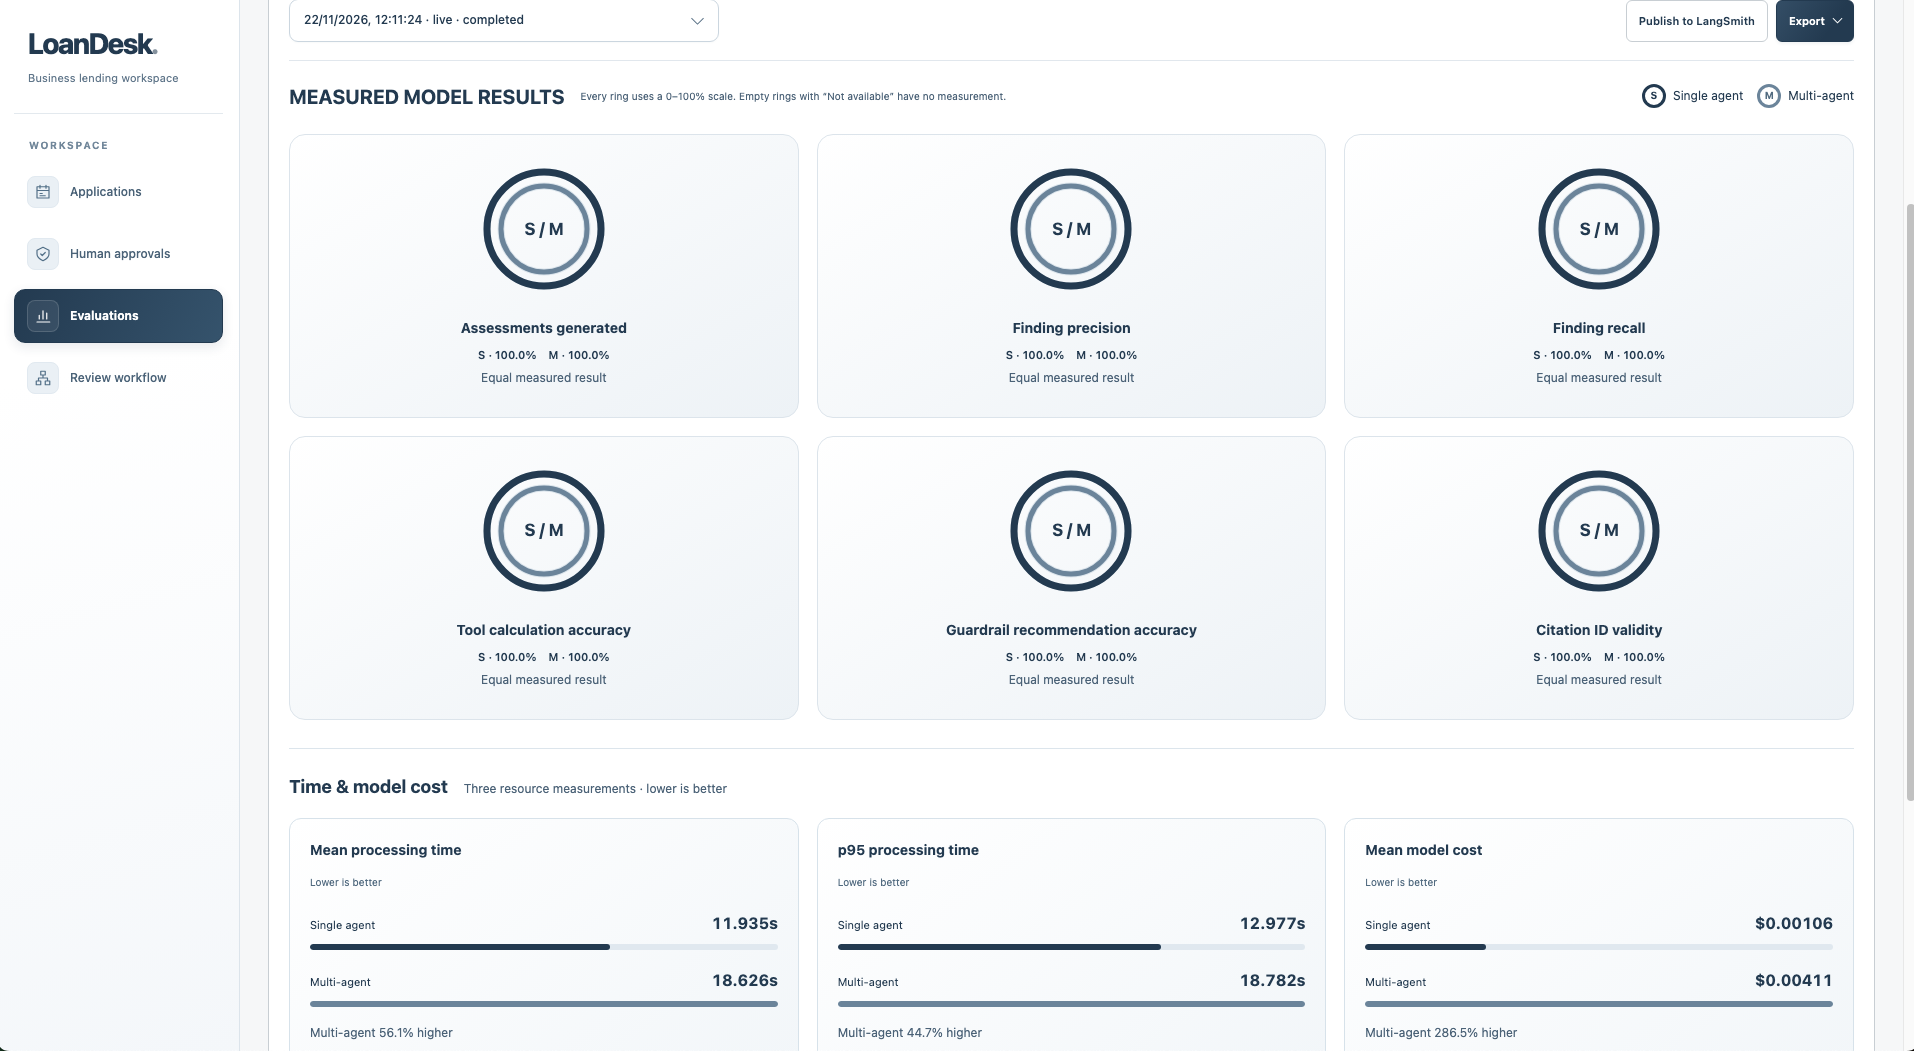 LoanDesk.
Business lending workspace
WORKSPACE
Applications
Human approvals
Evaluations
Review workflow
22/11/2026, 12:11:24 · live · completed
Publish to LangSmith
Export
MEASURED MODEL RESULTS
Every ring uses a 0–100% scale. Empty rings with “Not available” have no measurement.
S Single agent
M Multi-agent
S / M
Assessments generated
S · 100.0% M · 100.0%
Equal measured result
S / M
Finding precision
S · 100.0% M · 100.0%
Equal measured result
S / M
Finding recall
S · 100.0% M · 100.0%
Equal measured result
S / M
Tool calculation accuracy
S · 100.0% M · 100.0%
Equal measured result
S / M
Guardrail recommendation accuracy
S · 100.0% M · 100.0%
Equal measured result
S / M
Citation ID validity
S · 100.0% M · 100.0%
Equal measured result
Time & model cost
Three resource measurements · lower is better
Mean processing time
Lower is better
Single agent 11.935s
Multi-agent 18.626s
Multi-agent 56.1% higher
p95 processing time
Lower is better
Single agent 12.977s
Multi-agent 18.782s
Multi-agent 44.7% higher
Mean model cost
Lower is better
Single agent $0.00106
Multi-agent $0.00411
Multi-agent 286.5% higher